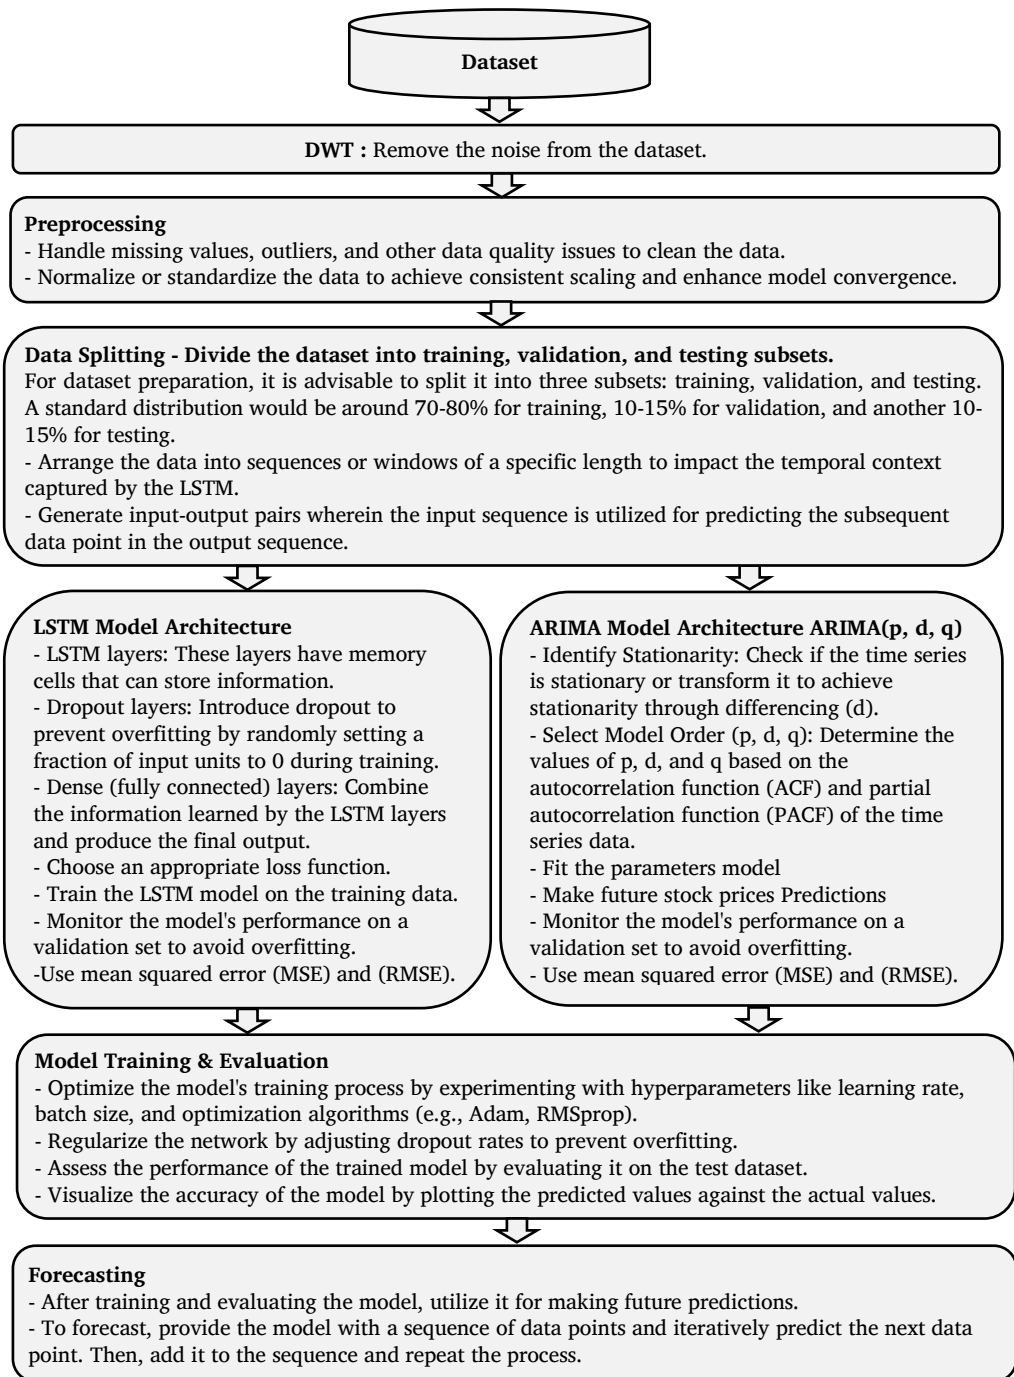 Dataset
DWT : Remove the noise from the dataset.
Preprocessing
- Handle missing values, outliers, and other data quality issues to clean the data.
- Normalize or standardize the data to achieve consistent scaling and enhance model convergence.
Data Splitting - Divide the dataset into training, validation, and testing subsets.
For dataset preparation, it is advisable to split it into three subsets: training, validation, and testing.
A standard distribution would be around 70-80% for training, 10-15% for validation, and another 10-
15% for testing.
- Arrange the data into sequences or windows of a specific length to impact the temporal context
captured by the LSTM.
- Generate input-output pairs wherein the input sequence is utilized for predicting the subsequent
data point in the output sequence.
LSTM Model Architecture
- LSTM layers: These layers have memory
cells that can store information.
- Dropout layers: Introduce dropout to
prevent overfitting by randomly setting a
fraction of input units to 0 during training.
- Dense (fully connected) layers: Combine
the information learned by the LSTM layers
and produce the final output.
- Choose an appropriate loss function.
- Train the LSTM model on the training data.
- Monitor the model's performance on a
validation set to avoid overfitting.
-Use mean squared error (MSE) and (RMSE).
ARIMA Model Architecture ARIMA(p, d, q)
- Identify Stationarity: Check if the time series
is stationary or transform it to achieve
stationarity through differencing (d).
- Select Model Order (p, d, q): Determine the
values of p, d, and q based on the
autocorrelation function (ACF) and partial
autocorrelation function (PACF) of the time
series data.
- Fit the parameters model
- Make future stock prices Predictions
- Monitor the model's performance on a
validation set to avoid overfitting.
- Use mean squared error (MSE) and (RMSE).
Model Training & Evaluation
- Optimize the model's training process by experimenting with hyperparameters like learning rate,
batch size, and optimization algorithms (e.g., Adam, RMSprop).
- Regularize the network by adjusting dropout rates to prevent overfitting.
- Assess the performance of the trained model by evaluating it on the test dataset.
- Visualize the accuracy of the model by plotting the predicted values against the actual values.
Forecasting
- After training and evaluating the model, utilize it for making future predictions.
- To forecast, provide the model with a sequence of data points and iteratively predict the next data
point. Then, add it to the sequence and repeat the process.